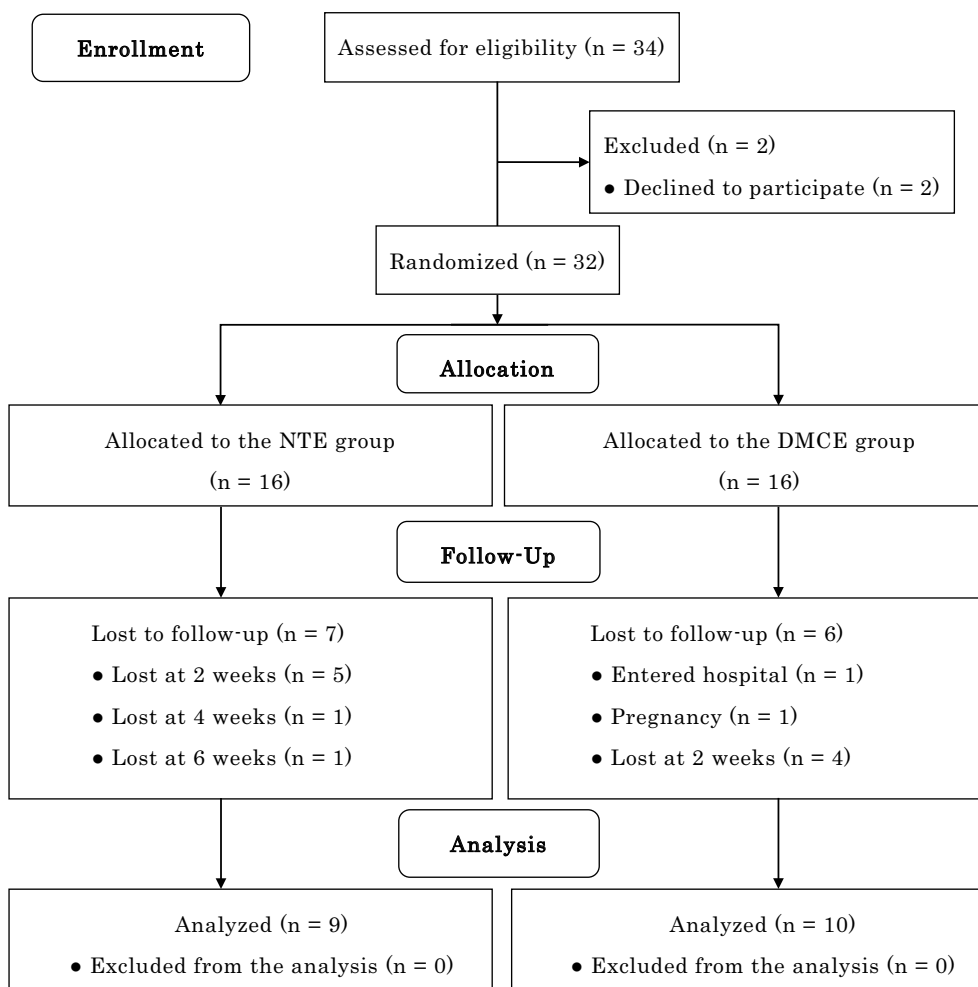 Enrollment
Assessed for eligibility (n = 34)
Excluded (n = 2)
● Declined to participate (n = 2)
Randomized (n = 32)
Allocation
Allocated to the NTE group
(n = 16)
Allocated to the DMCE group
(n = 16)
Follow-Up
Lost to follow-up (n = 7)
● Lost at 2 weeks (n = 5)
● Lost at 4 weeks (n = 1)
● Lost at 6 weeks (n = 1)
Lost to follow-up (n = 6)
● Entered hospital (n = 1)
● Pregnancy (n = 1)
● Lost at 2 weeks (n = 4)
Analysis
Analyzed (n = 9)
● Excluded from the analysis (n = 0)
Analyzed (n = 10)
● Excluded from the analysis (n = 0)